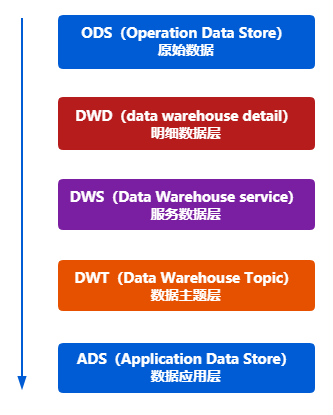 ODS（Operation Data Store）
原始数据
DWD（data warehouse detail）
明细数据层
DWS（Data Warehouse service）
服务数据层
DWT（Data Warehouse Topic）
数据主题层
ADS（Application Data Store）
数据应用层